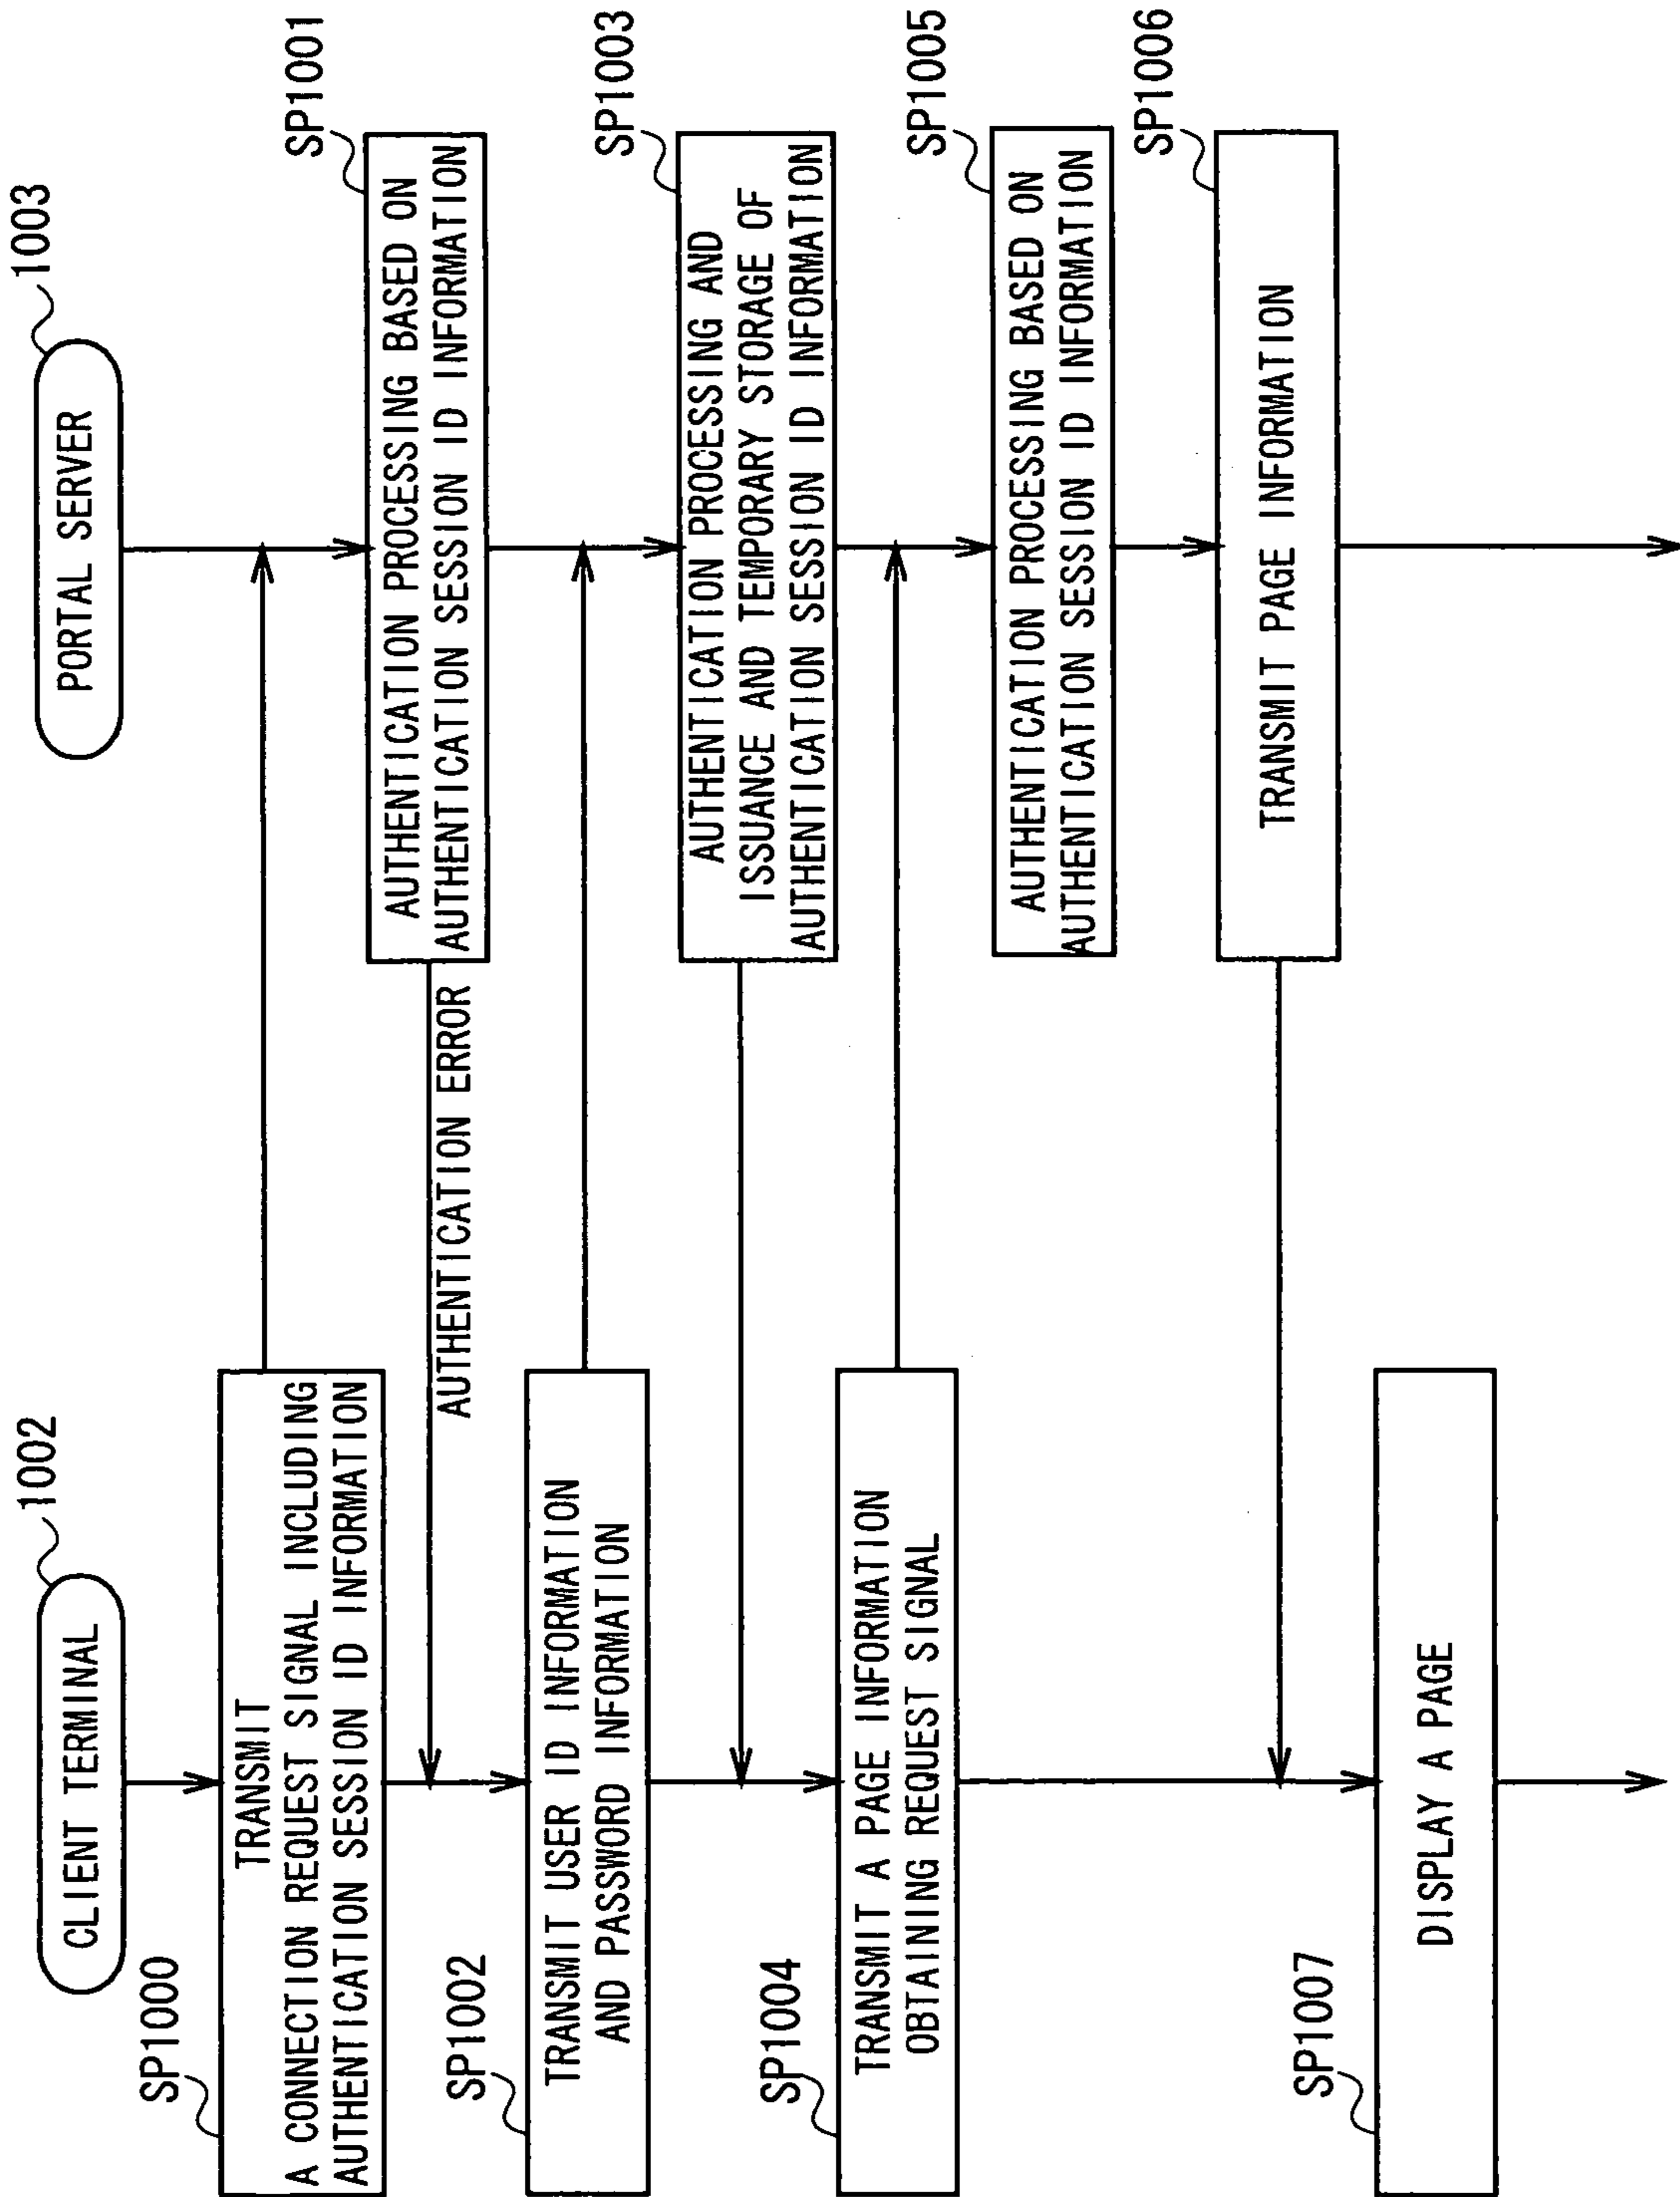 CLIENT TERMINAL
1002
PORTAL SERVER
1003
SP1000
TRANSMIT
A CONNECTION REQUEST SIGNAL INCLUDING
AUTHENTICATION SESSION ID INFORMATION
SP1001
AUTHENTICATION PROCESSING BASED ON
AUTHENTICATION SESSION ID INFORMATION
AUTHENTICATION ERROR
SP1002
TRANSMIT USER ID INFORMATION
AND PASSWORD INFORMATION
SP1003
AUTHENTICATION PROCESSING AND
ISSUANCE AND TEMPORARY STORAGE OF
AUTHENTICATION SESSION ID INFORMATION
SP1004
TRANSMIT A PAGE INFORMATION
OBTAINING REQUEST SIGNAL
SP1005
AUTHENTICATION PROCESSING BASED ON
AUTHENTICATION SESSION ID INFORMATION
SP1006
TRANSMIT PAGE INFORMATION
SP1007
DISPLAY A PAGE